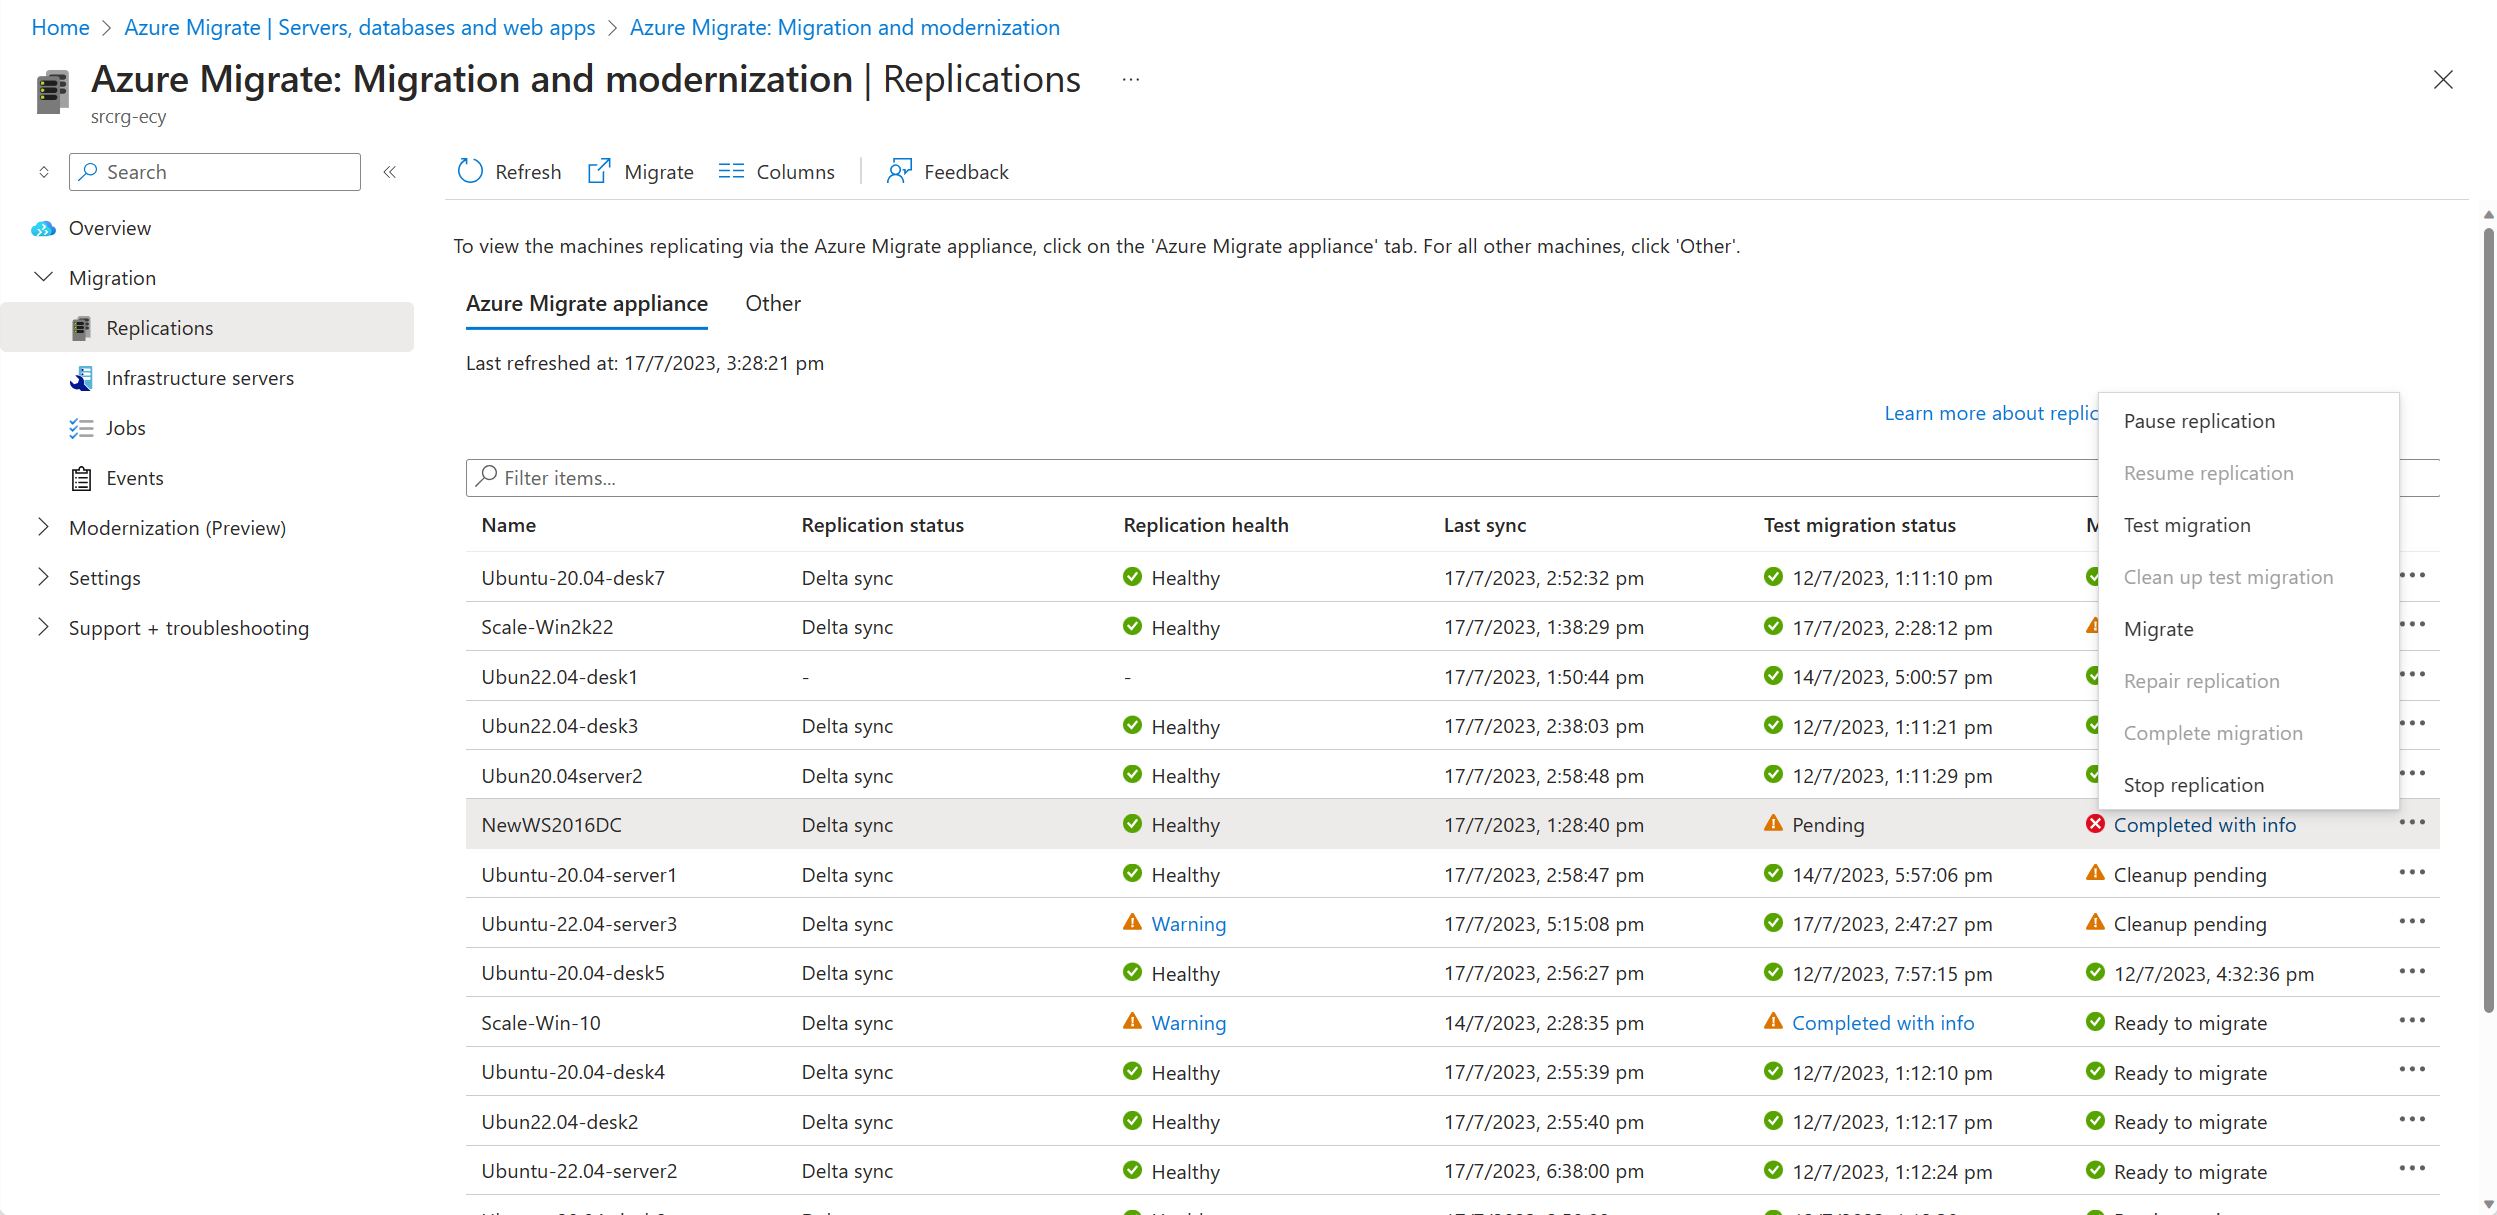 Home > Azure Migrate | Servers, databases and web apps > Azure Migrate: Migration and modernization
Azure Migrate: Migration and modernization | Replications ...
srcrg-ecy
Search «
Refresh Migrate Columns Feedback
Overview
Migration
Replications
Infrastructure servers
Jobs
Events
Modernization (Preview)
Settings
Support + troubleshooting
To view the machines replicating via the Azure Migrate appliance, click on the 'Azure Migrate appliance' tab. For all other machines, click 'Other'.
Azure Migrate appliance Other
Last refreshed at: 17/7/2023, 3:28:21 pm
Learn more about replic
Filter items...
Name Replication status Replication health Last sync Test migration status M
Ubuntu-20.04-desk7 Delta sync Healthy 17/7/2023, 2:52:32 pm 12/7/2023, 1:11:10 pm
Scale-Win2k22 Delta sync Healthy 17/7/2023, 1:38:29 pm 17/7/2023, 2:28:12 pm
Ubun22.04-desk1 - - 17/7/2023, 1:50:44 pm 14/7/2023, 5:00:57 pm
Ubun22.04-desk3 Delta sync Healthy 17/7/2023, 2:38:03 pm 12/7/2023, 1:11:21 pm
Ubun20.04server2 Delta sync Healthy 17/7/2023, 2:58:48 pm 12/7/2023, 1:11:29 pm
NewWS2016DC Delta sync Healthy 17/7/2023, 1:28:40 pm Pending Completed with info
Ubuntu-20.04-server1 Delta sync Healthy 17/7/2023, 2:58:47 pm 14/7/2023, 5:57:06 pm Cleanup pending
Ubuntu-22.04-server3 Delta sync Warning 17/7/2023, 5:15:08 pm 17/7/2023, 2:47:27 pm Cleanup pending
Ubuntu-20.04-desk5 Delta sync Healthy 17/7/2023, 2:56:27 pm 12/7/2023, 7:57:15 pm 12/7/2023, 4:32:36 pm
Scale-Win-10 Delta sync Warning 14/7/2023, 2:28:35 pm Completed with info Ready to migrate
Ubuntu-20.04-desk4 Delta sync Healthy 17/7/2023, 2:55:39 pm 12/7/2023, 1:12:10 pm Ready to migrate
Ubun22.04-desk2 Delta sync Healthy 17/7/2023, 2:55:40 pm 12/7/2023, 1:12:17 pm Ready to migrate
Ubuntu-22.04-server2 Delta sync Healthy 17/7/2023, 6:38:00 pm 12/7/2023, 1:12:24 pm Ready to migrate
Pause replication
Resume replication
Test migration
Clean up test migration
Migrate
Repair replication
Complete migration
Stop replication